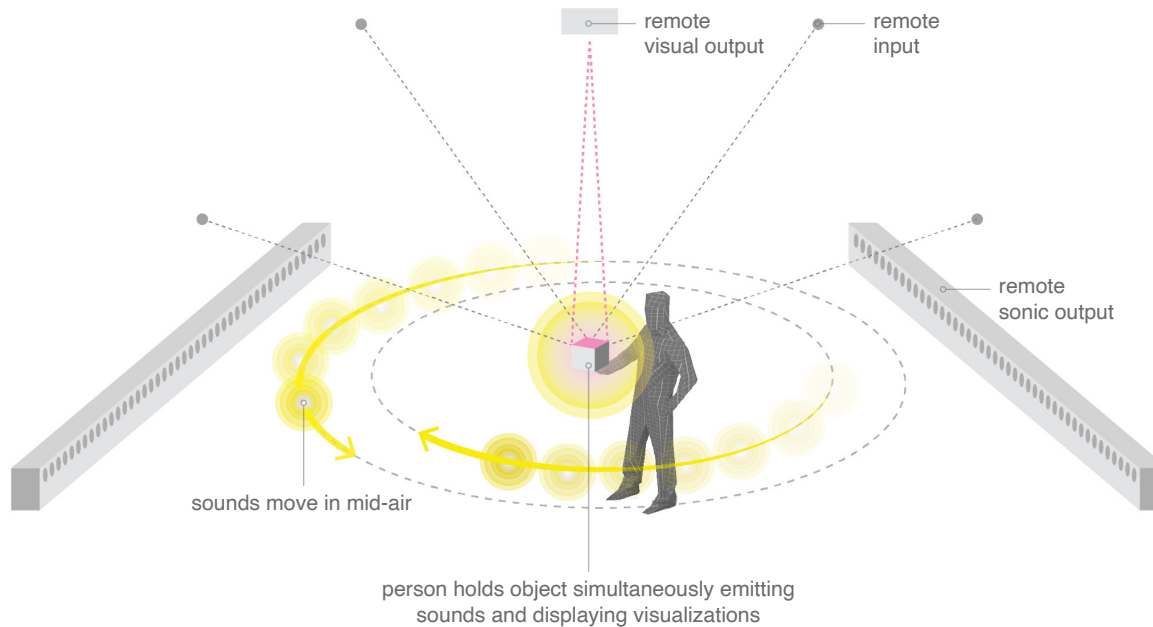 remote
visual output
remote
input
remote
sonic output
sounds move in mid-air
person holds object simultaneously emitting
sounds and displaying visualizations